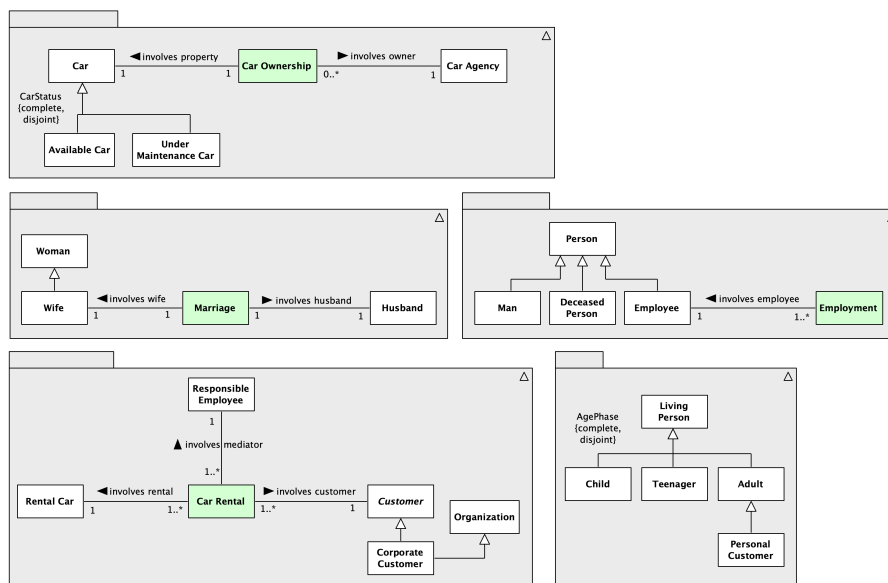 ◀ involves property
▶ involves owner
Car
Car Ownership
Car Agency
1
1
0..*
1
CarStatus
{complete,
disjoint}
Available Car
Under
Maintenance Car
Woman
◀ involves wife
▶ involves husband
Wife
Marriage
Husband
1
1
1
1
Person
Man
Deceased
Person
Employee
◀ involves employee
Employment
1
1..*
Responsible
Employee
1
▲ involves mediator
1..*
Rental Car
◀ involves rental
Car Rental
▶ involves customer
Customer
1
1..*
1..*
1
Organization
Corporate
Customer
Living
Person
AgePhase
{complete,
disjoint}
Child
Teenager
Adult
Personal
Customer